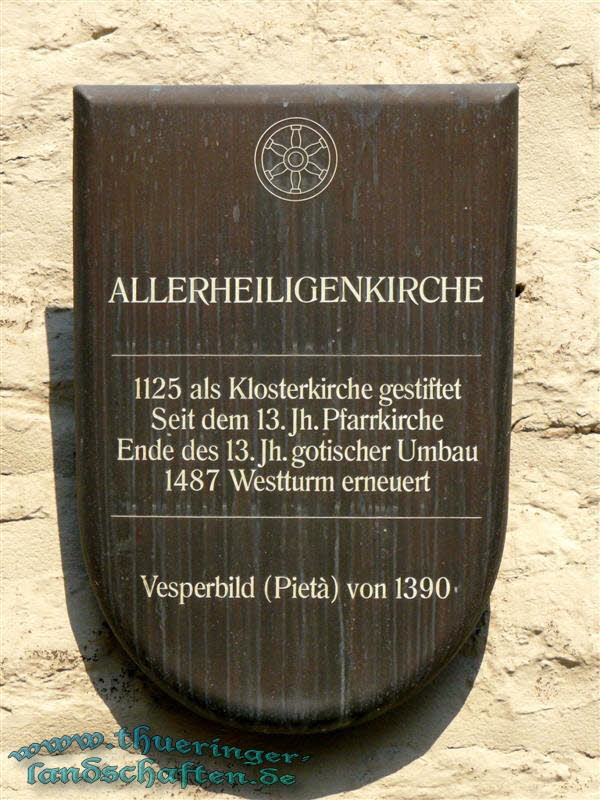 ALLERHEILIGENKIRCHE
1125 als Klosterkirche gestiftet
Seit dem 13. Jh. Pfarrkirche
Ende des 13. Jh. gotischer Umbau
1487 Westturm erneuert
Vesperbild (Pietà) von 1390
www.thueringer-
landschaften.de